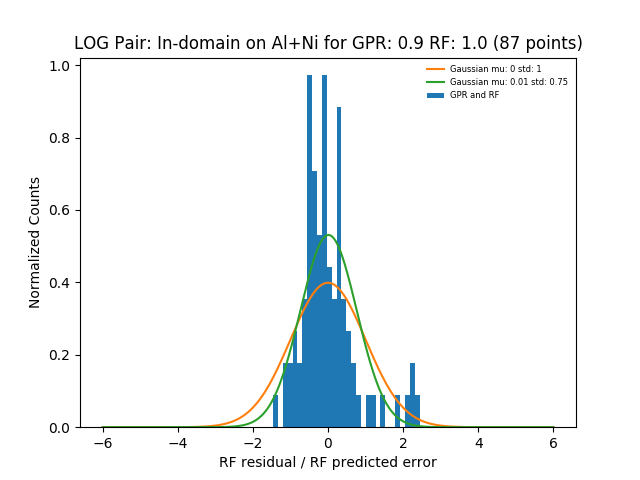 LOG Pair: In-domain on Al+Ni for GPR: 0.9 RF: 1.0 (87 points)
Gaussian mu: 0 std: 1
Gaussian mu: 0.01 std: 0.75
GPR and RF
Normalized Counts
1.0
0.8
0.6
0.4
0.2
0.0
−6 −4 −2 0 2 4 6
RF residual / RF predicted error